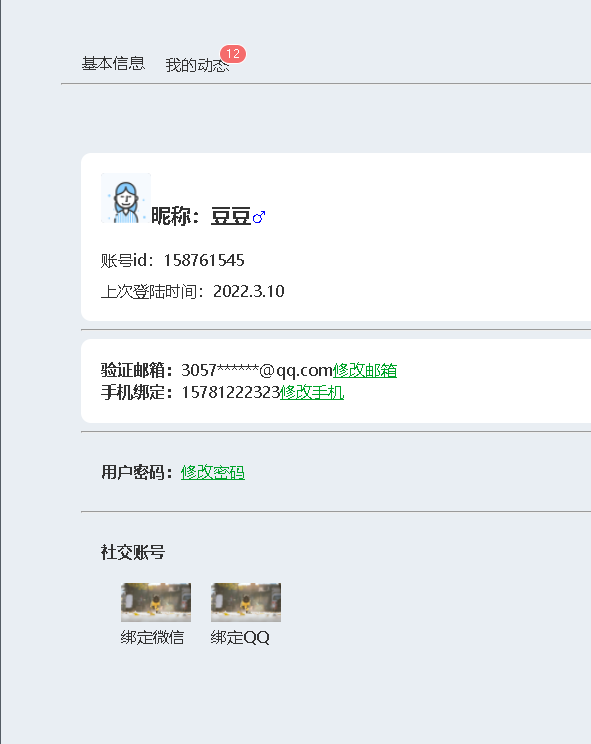 基本信息 我的动态 12
昵称：豆豆♂
账号id：158761545
上次登陆时间：2022.3.10
验证邮箱：3057******@qq.com修改邮箱
手机绑定：15781222323修改手机
用户密码：修改密码
社交账号
绑定微信 绑定QQ